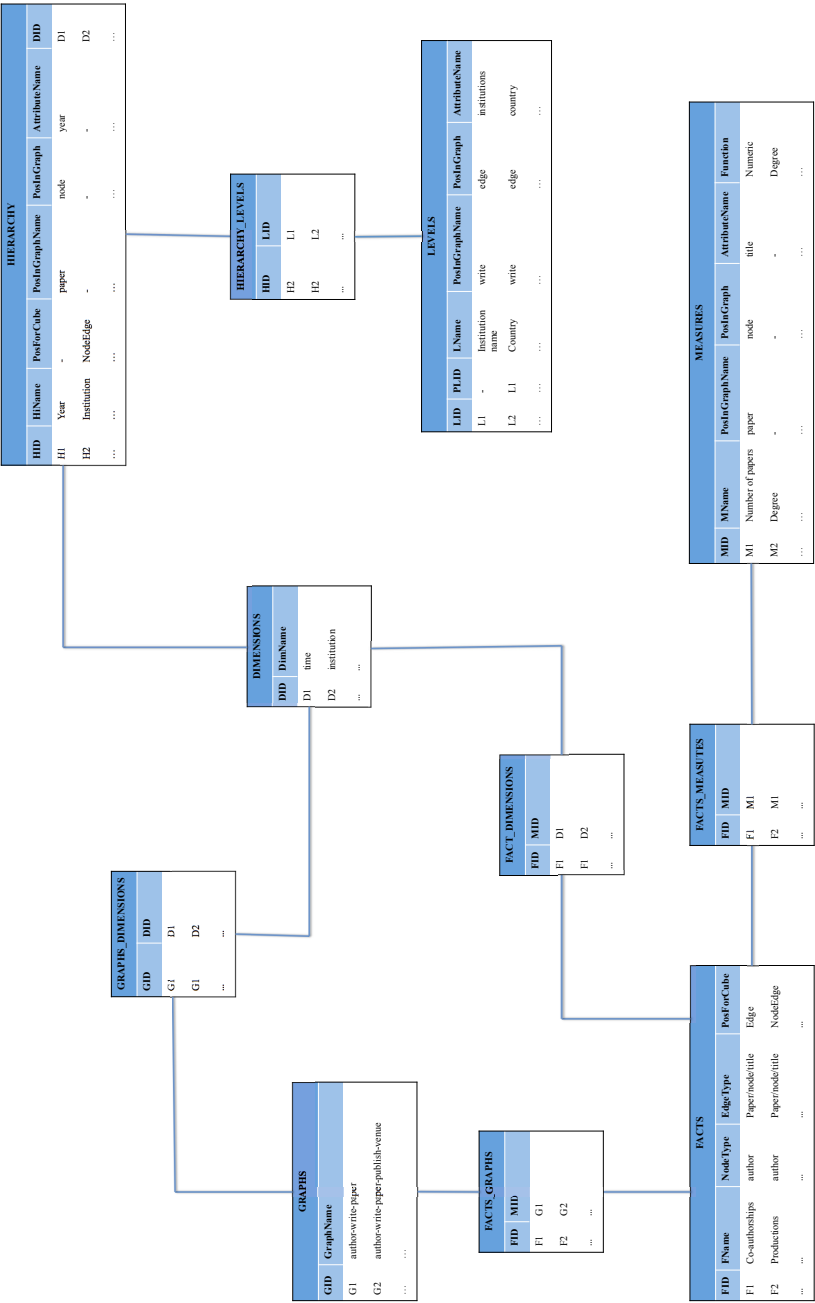 GRAPHS
GID GraphName
G1 author-write-paper
G2 author-write-paper-publish-venue
… …
GRAPHS_DIMENSIONS
GID DID
G1 D1
G1 D2
... ...
HIERARCHY
HID HiName PosForCube PosInGraphName PosInGraph AttributeName DID
H1 Year - paper node year D1
H2 Institution NodeEdge - - - D2
… … … … … … …
DIMENSIONS
DID DimName
D1 time
D2 institution
... ...
HIERARCHY_LEVELS
HID LID
H2 L1
H2 L2
... ...
FACTS_GRAPHS
FID MID
F1 G1
F2 G2
... ...
FACT_DIMENSIONS
FID MID
F1 D1
F1 D2
... ...
LEVELS
LID PLID LName PosInGraphName PosInGraph AttributeName
L1 - Institution write edge institutions
name
L2 L1 Country write edge country
… … … … …
FACTS
FID FName NodeType EdgeType PosForCube
F1 Co-authorships author Paper/node/title Edge
F2 Productions author Paper/node/title NodeEdge
... ... ... ... ...
FACTS_MEASUTES
FID MID
F1 M1
F2 M1
... ...
MEASURES
MID MName PosInGraphName PosInGraph AttributeName Function
M1 Number of papers paper node title Numeric
M2 Degree - - - Degree
… … … … … …